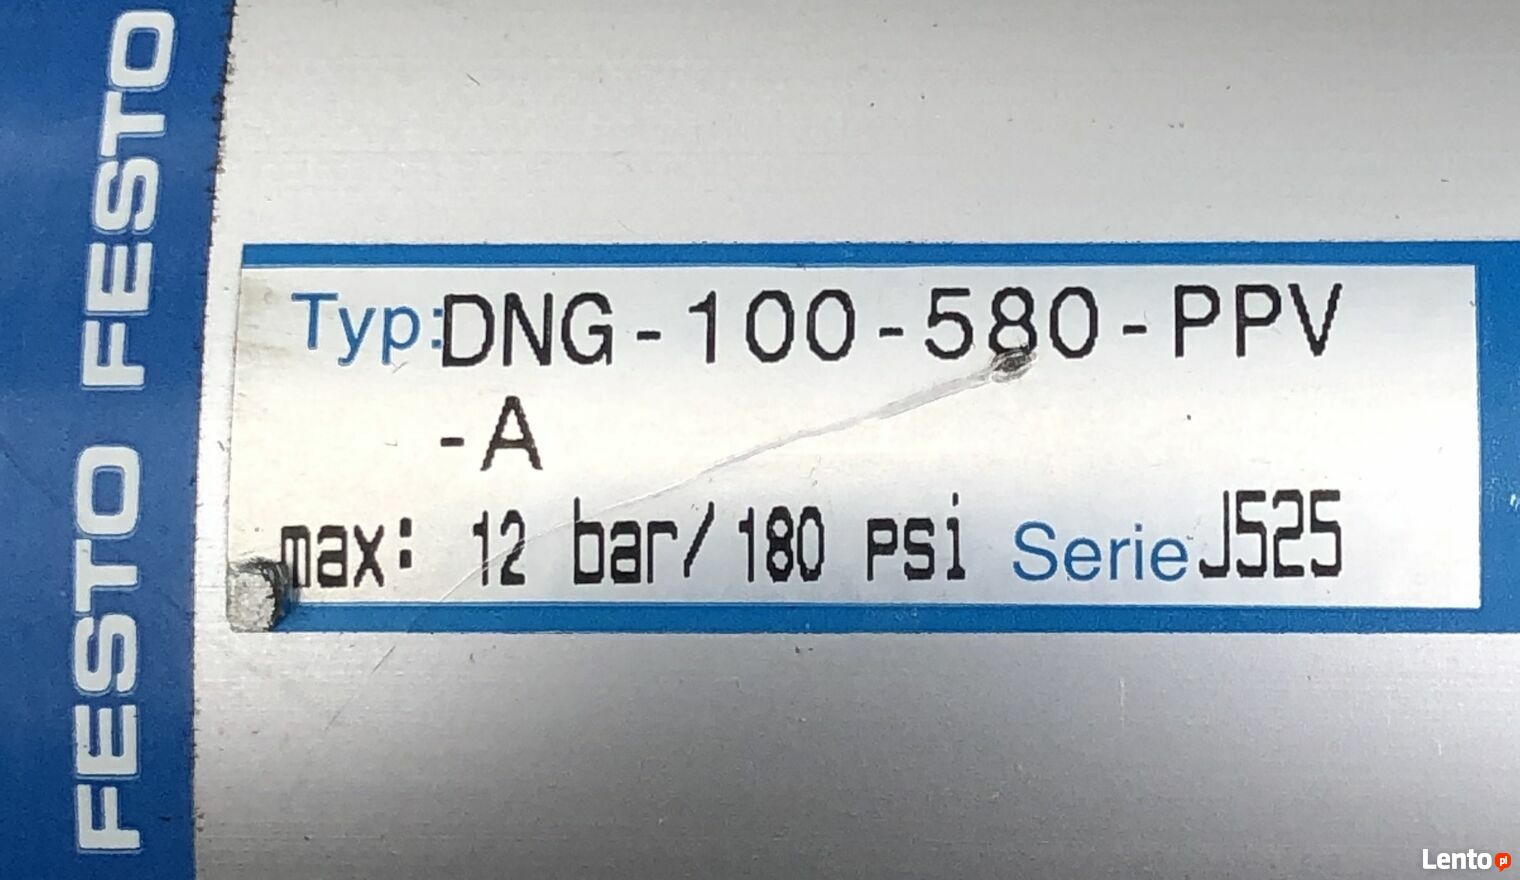 FESTO FESTO
Typ:DNG-100-580-PPV
-A
max: 12 bar/180 psi Serie J525
Lento pl